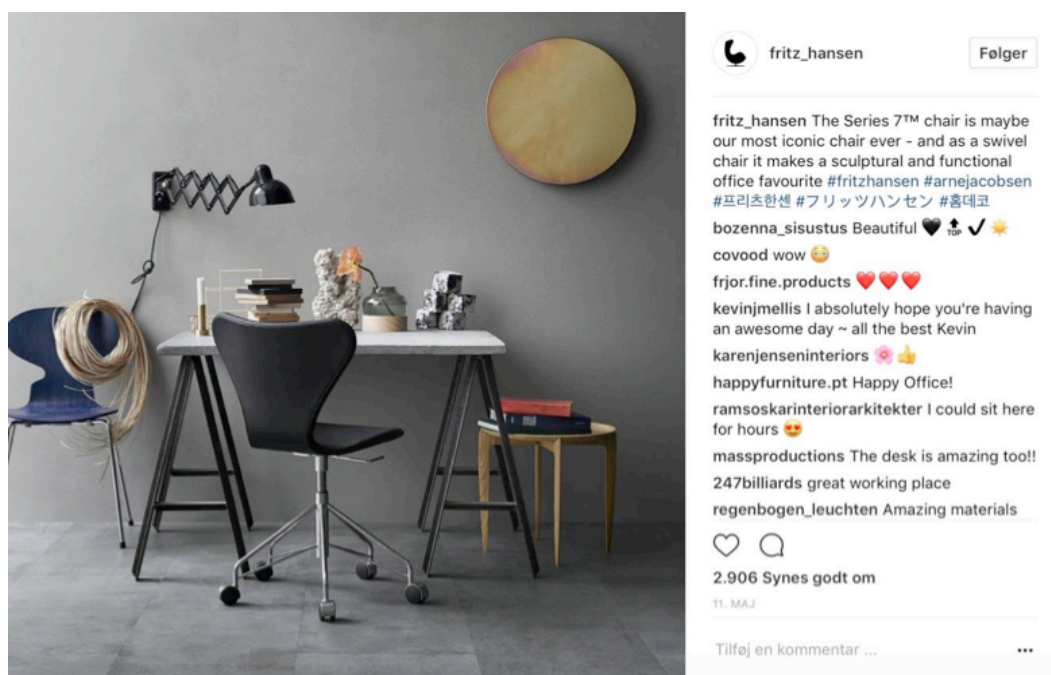 fritz_hansen
Følger
fritz_hansen The Series 7™ chair is maybe
our most iconic chair ever - and as a swivel
chair it makes a sculptural and functional
office favourite #fritzhansen #arnejacobsen
#프리츠한센 #フリッツハンセン #홈데코
bozenna_sisustus Beautiful 🖤 🔝 ✔️ ☀️
covood wow 😳
frjor.fine.products ❤️ ❤️ ❤️
kevinjmellis I absolutely hope you're having
an awesome day ~ all the best Kevin
karenjenseninteriors 🌸 👍
happyfurniture.pt Happy Office!
ramsoskarinteriorarkitekter I could sit here
for hours 😍
massproductions The desk is amazing too!!
247billiards great working place
regenbogen_leuchten Amazing materials
2.906 Synes godt om
11. MAJ
Tilføj en kommentar ...